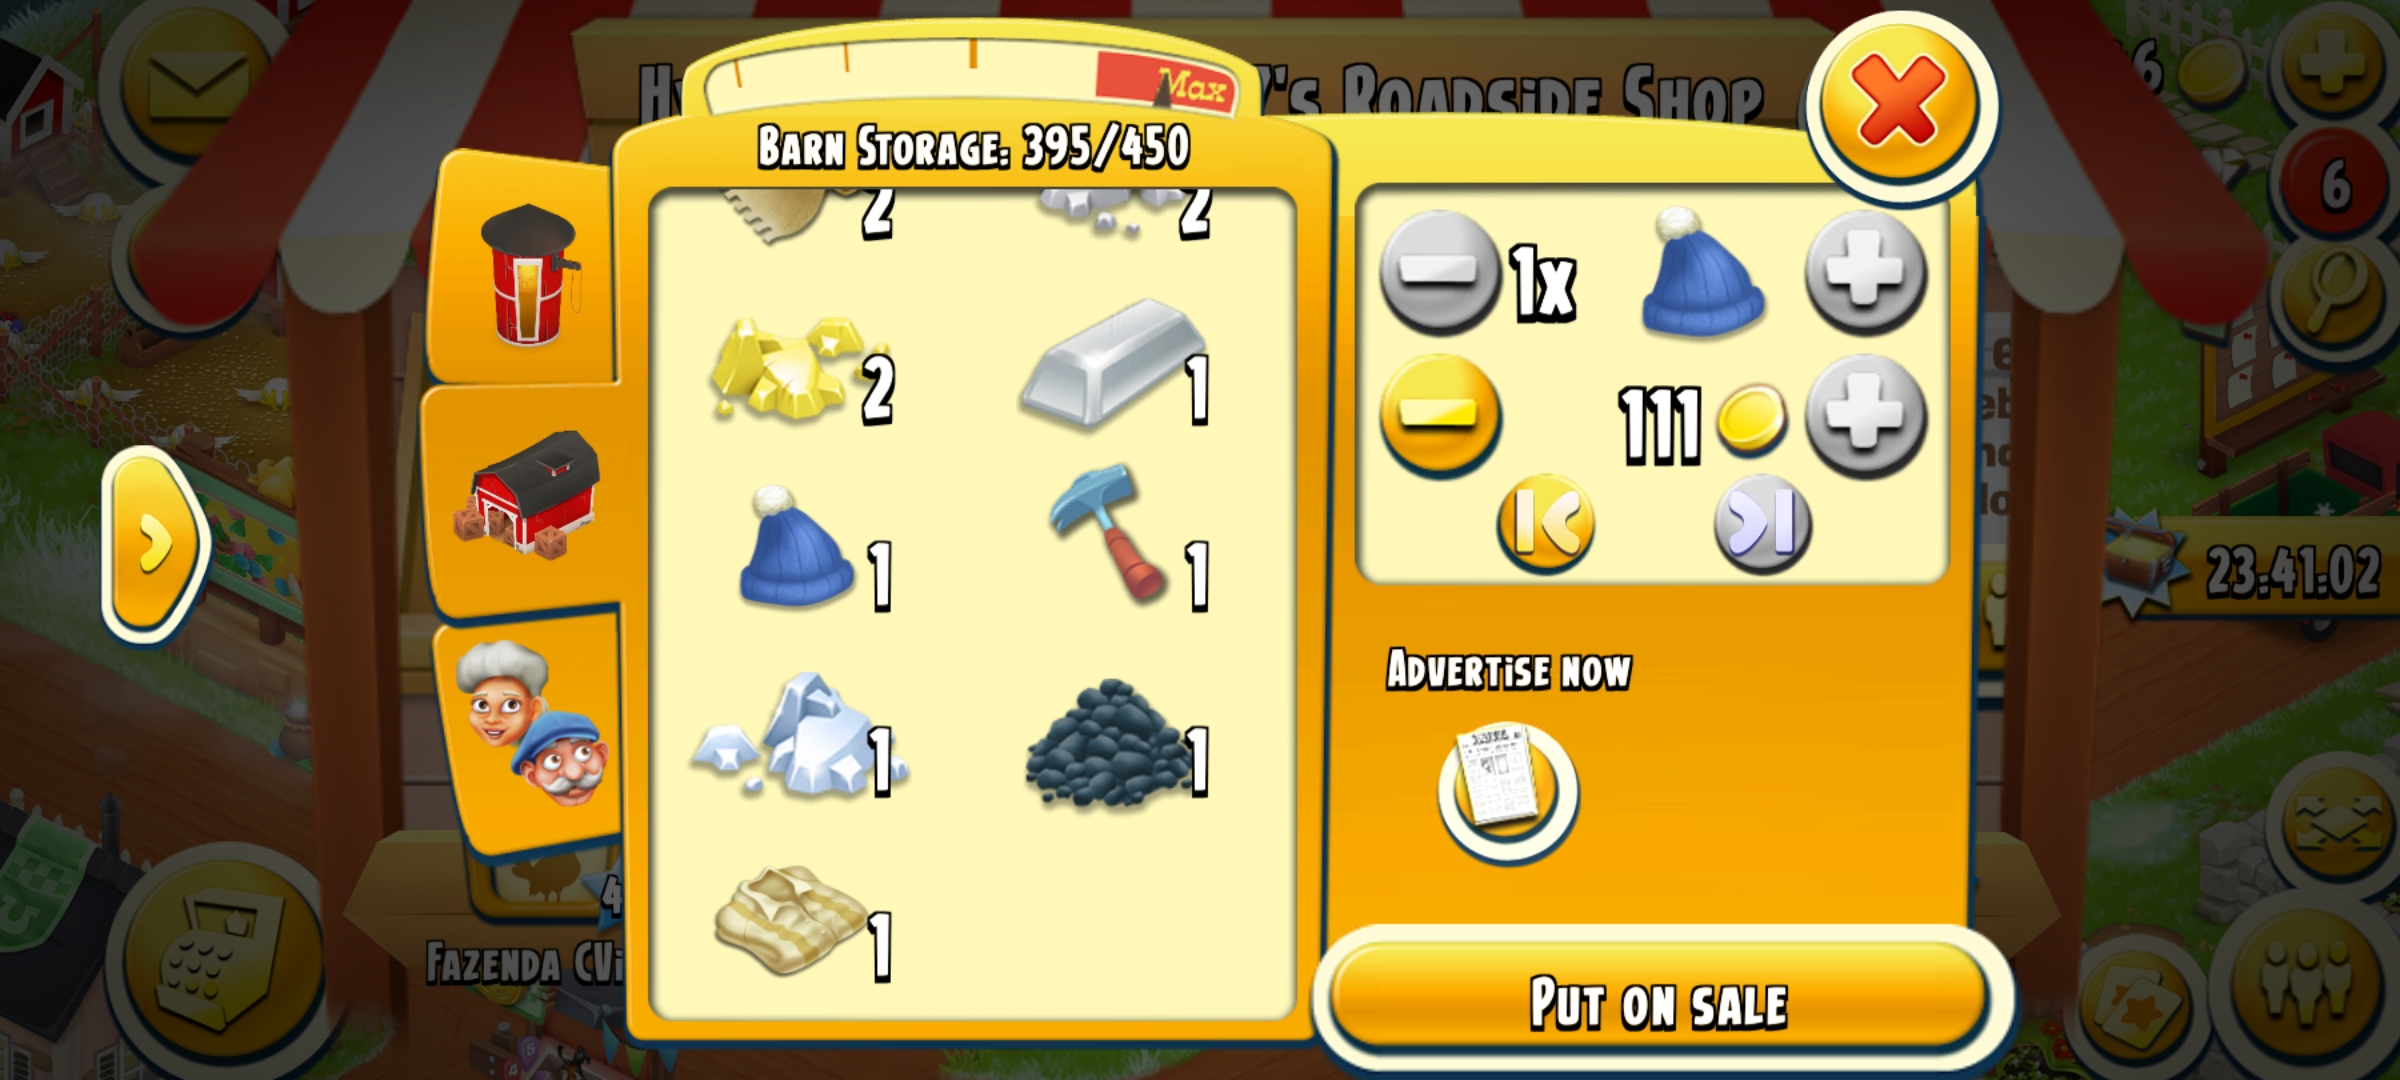 's Roadside Shop
Max
Barn Storage: 395/450
6
2
2
1x
2
1
111
1
1
23:41:02
Advertise now
1
1
1
Fazenda CVi
Put on sale